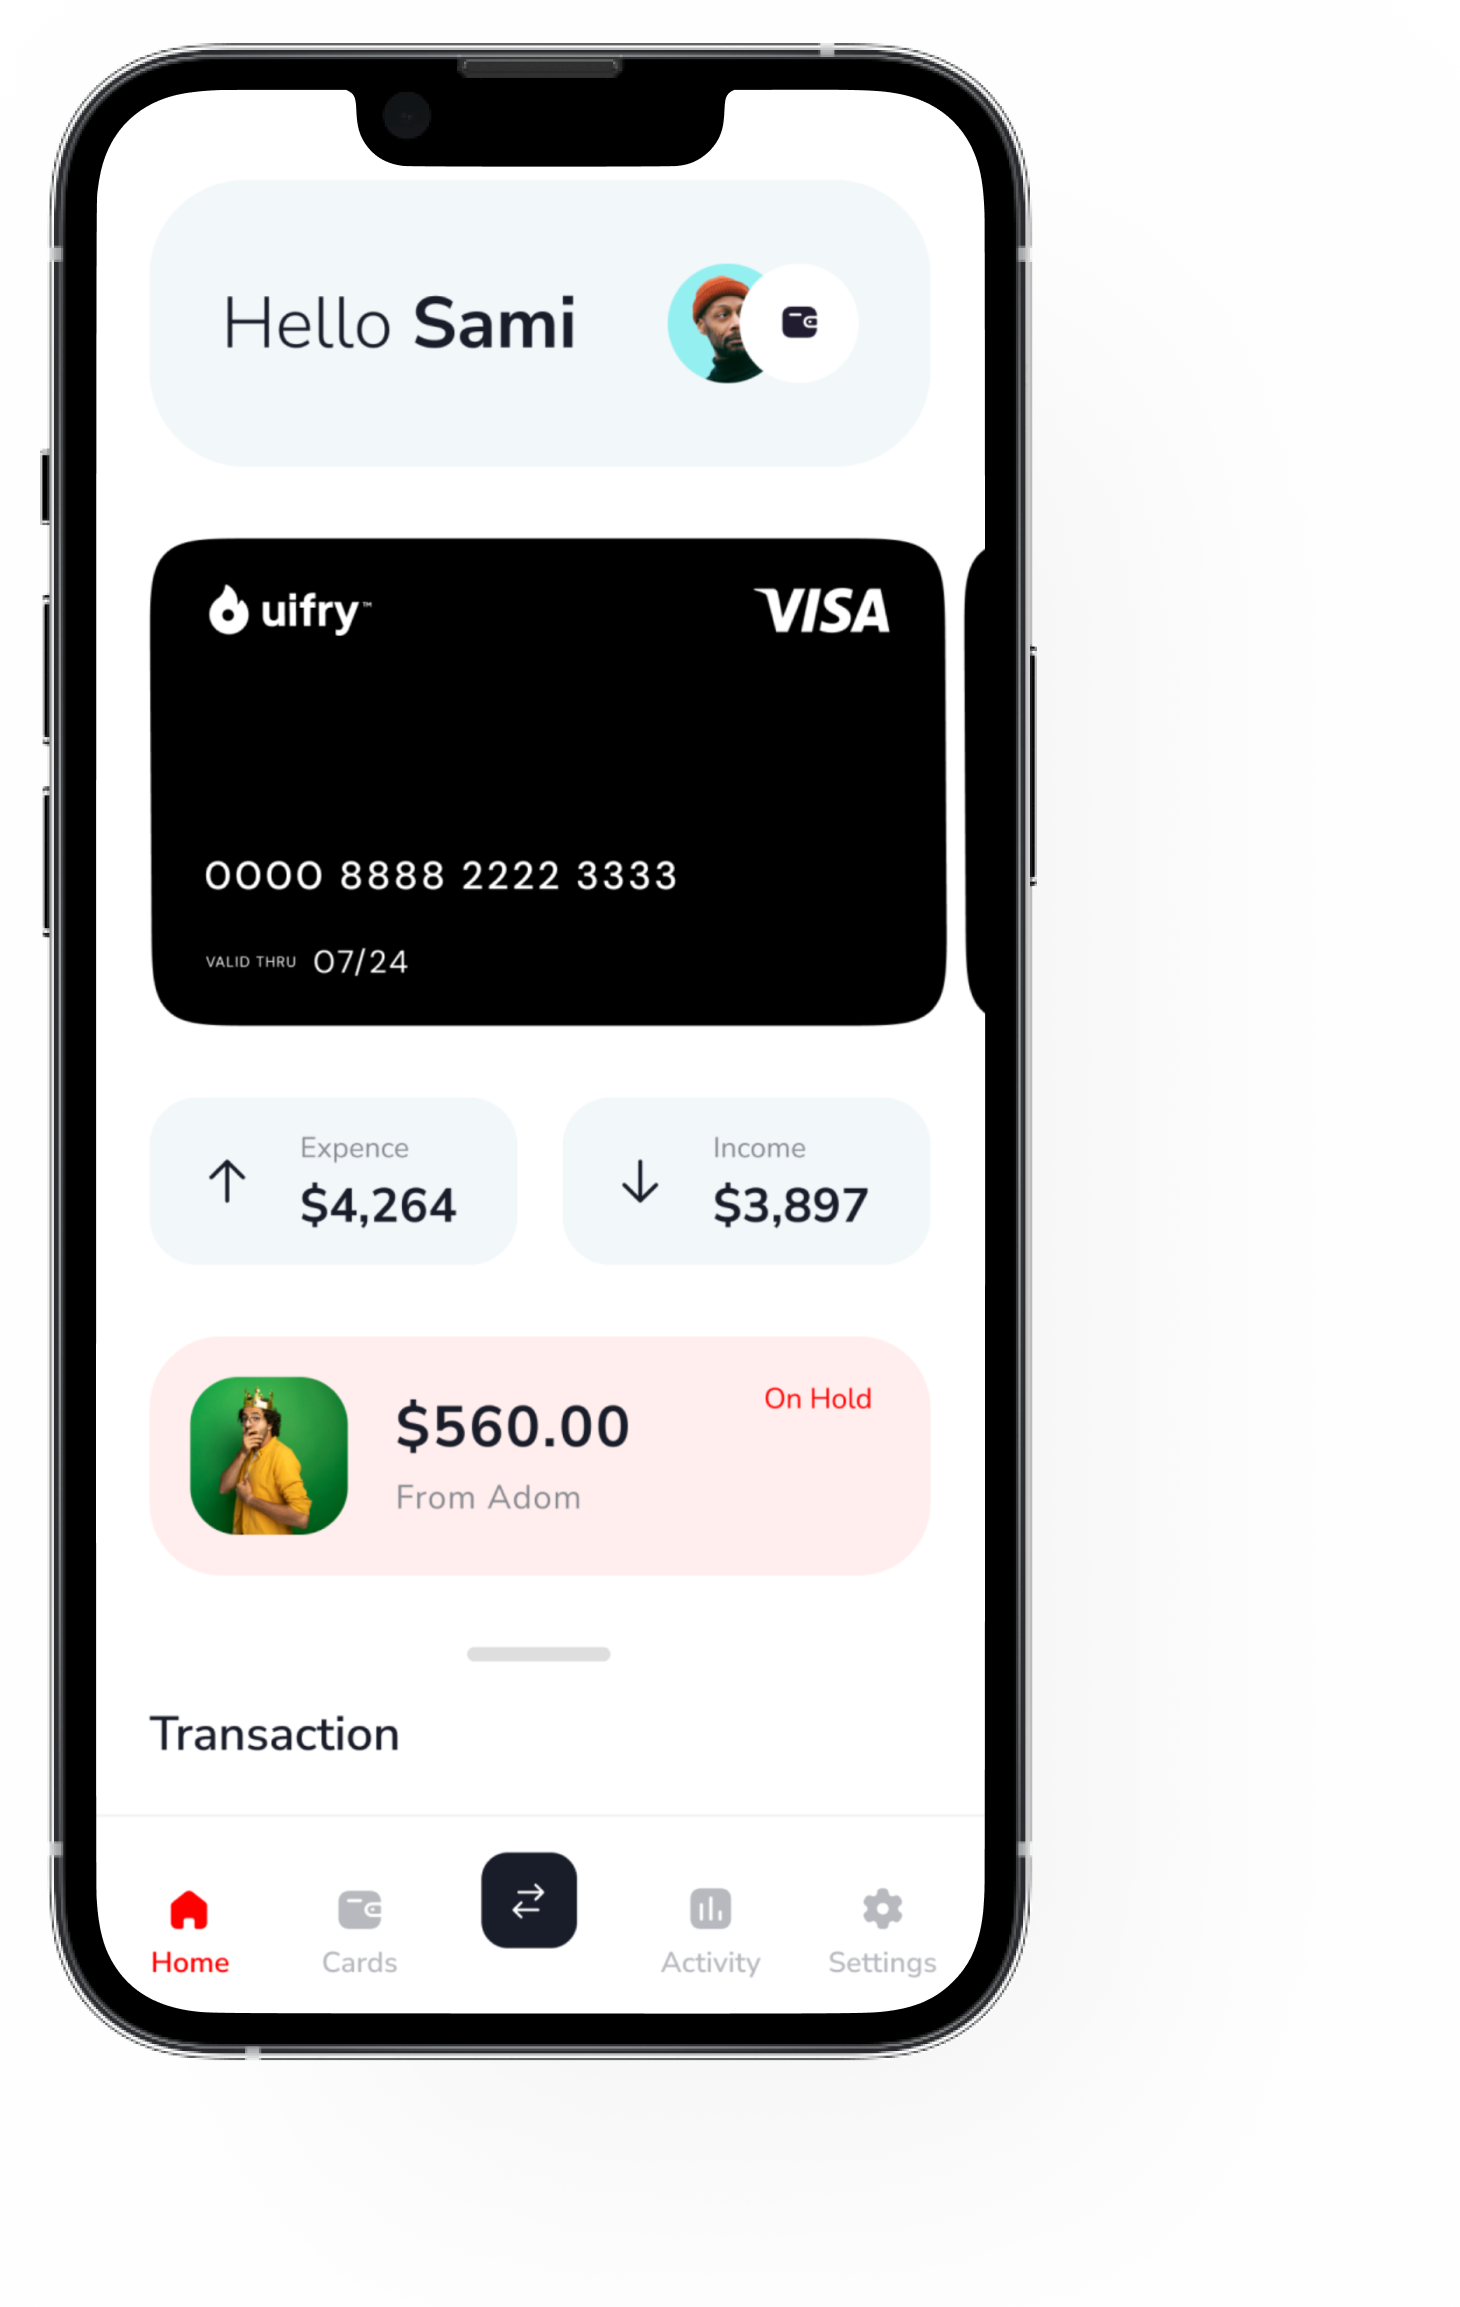 Hello Sami
uifry™ VISA
0000 8888 2222 3333
VALID THRU 07/24
Expence Income
$4,264 $3,897
On Hold
$560.00
From Adom
Transaction
Home Cards Activity Settings